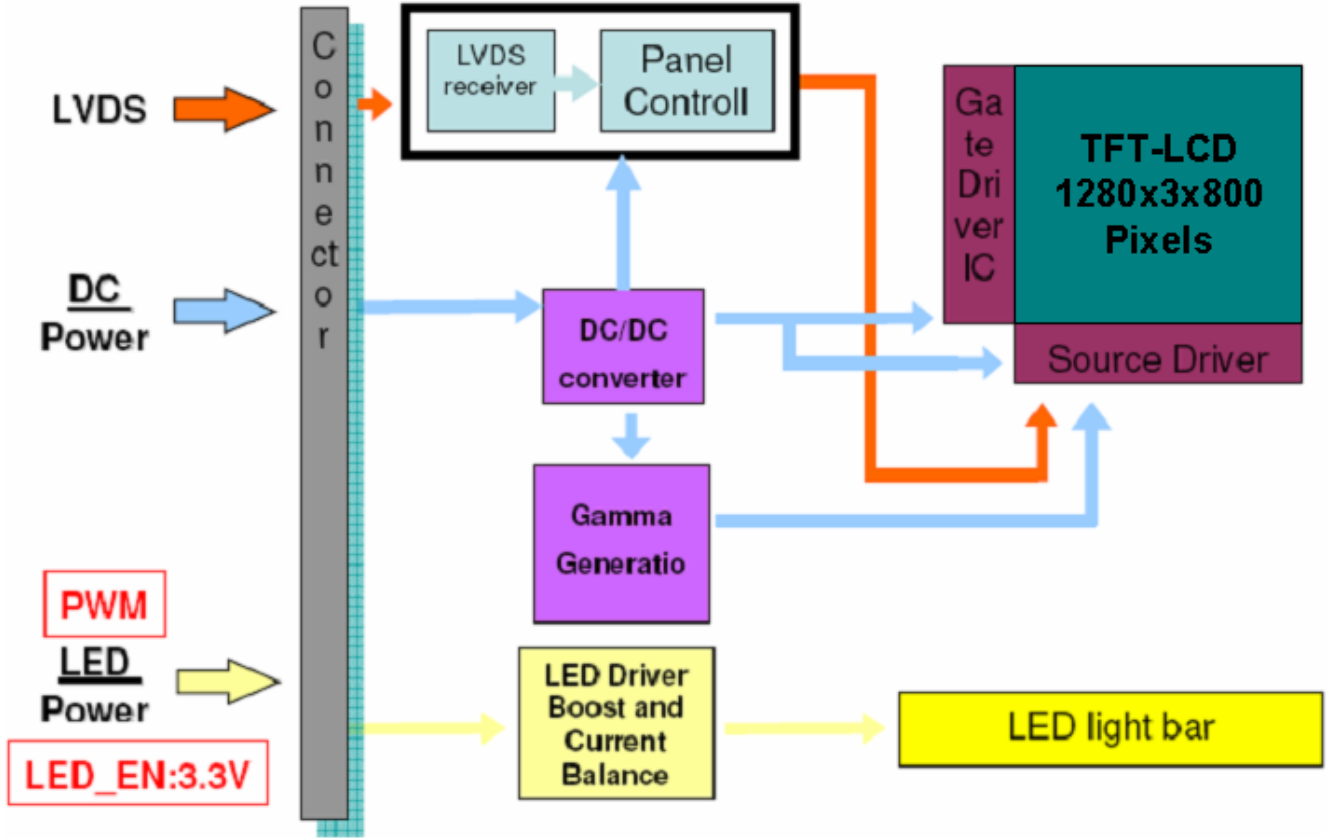 LVDS
DC
Power
PWM
LED
Power
LED_EN:3.3V
C
o
n
n
e
ct
o
r
LVDS
receiver
Panel
Controll
DC/DC
converter
Gamma
Generatio
LED Driver
Boost and
Current
Balance
Ga
te
Dri
ver
IC
TFT-LCD
1280x3x800
Pixels
Source Driver
LED light bar